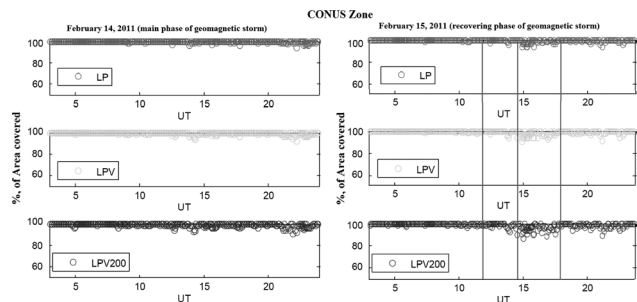 CONUS Zone
February 14, 2011 (main phase of geomagnetic storm)
February 15, 2011 (recovering phase of geomagnetic storm)
%, of Area covered
100
80
60
LP
5 10 15 20
UT
100
80
60
LPV
5 10 15 20
UT
100
80
60
LPV200
5 10 15 20
UT
%, of Area covered
100
80
60
LP
5 10 UT 15 20
100
80
60
LPV
5 10 UT 15 20
100
80
60
LPV200
5 10 UT 15 20